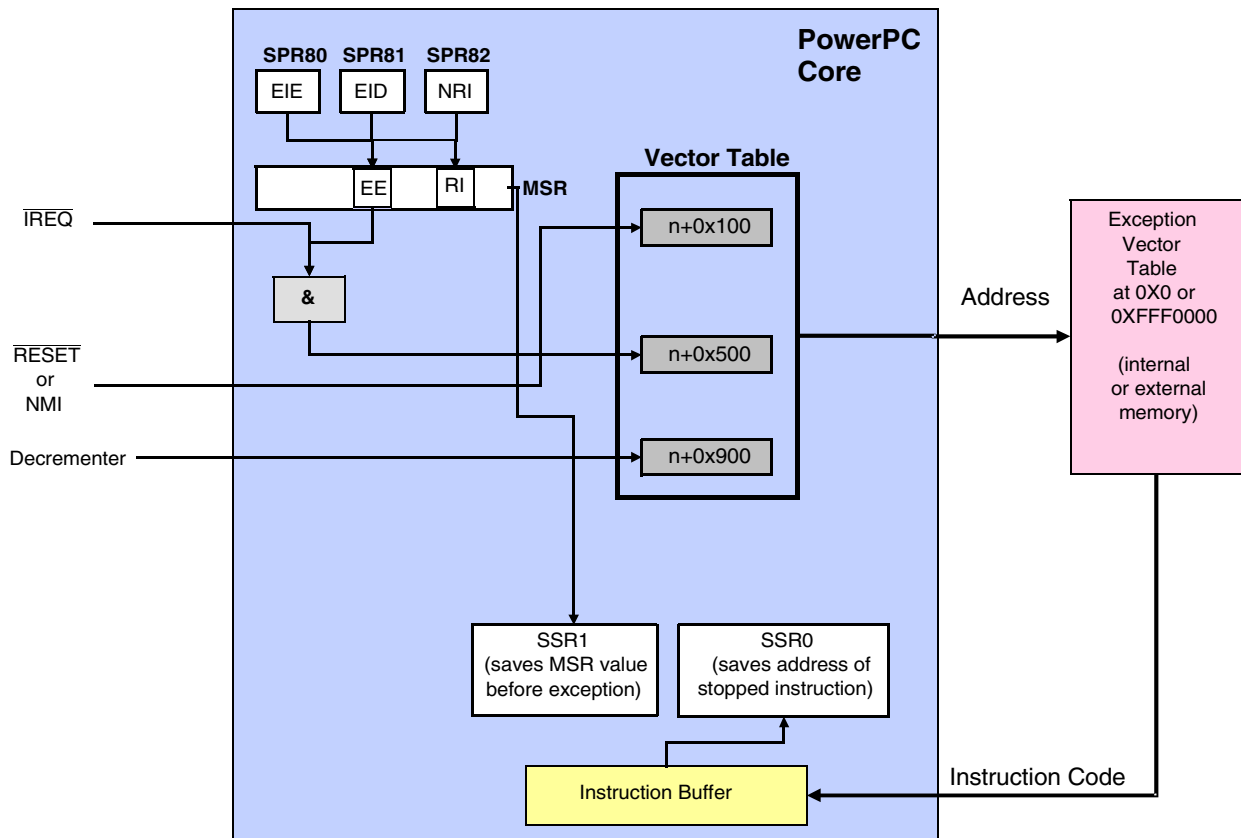 PowerPC
Core
SPR80 SPR81 SPR82
EIE EID NRI
EE RI MSR
Vector Table
IREQ
n+0x100
Exception
Vector
Table
at 0X0 or
0XFFF0000
(internal
or external
memory)
&
Address
RESET
or
NMI
n+0x500
Decrementer
n+0x900
SSR1
(saves MSR value
before exception)
SSR0
(saves address of
stopped instruction)
Instruction Buffer
Instruction Code